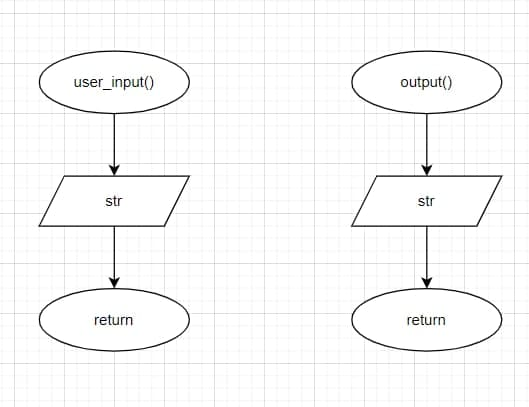 user_input()
output()
str
str
return
return